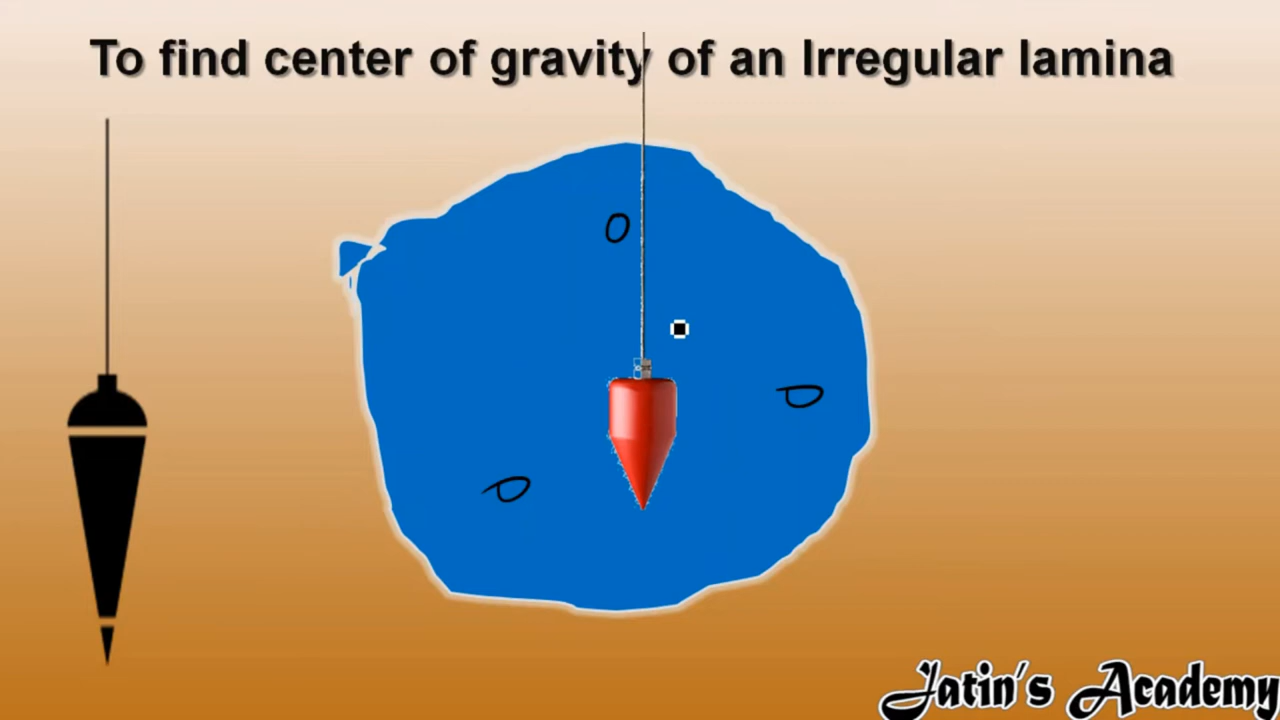 To find center of gravity of an Irregular lamina
Jatin's Academy